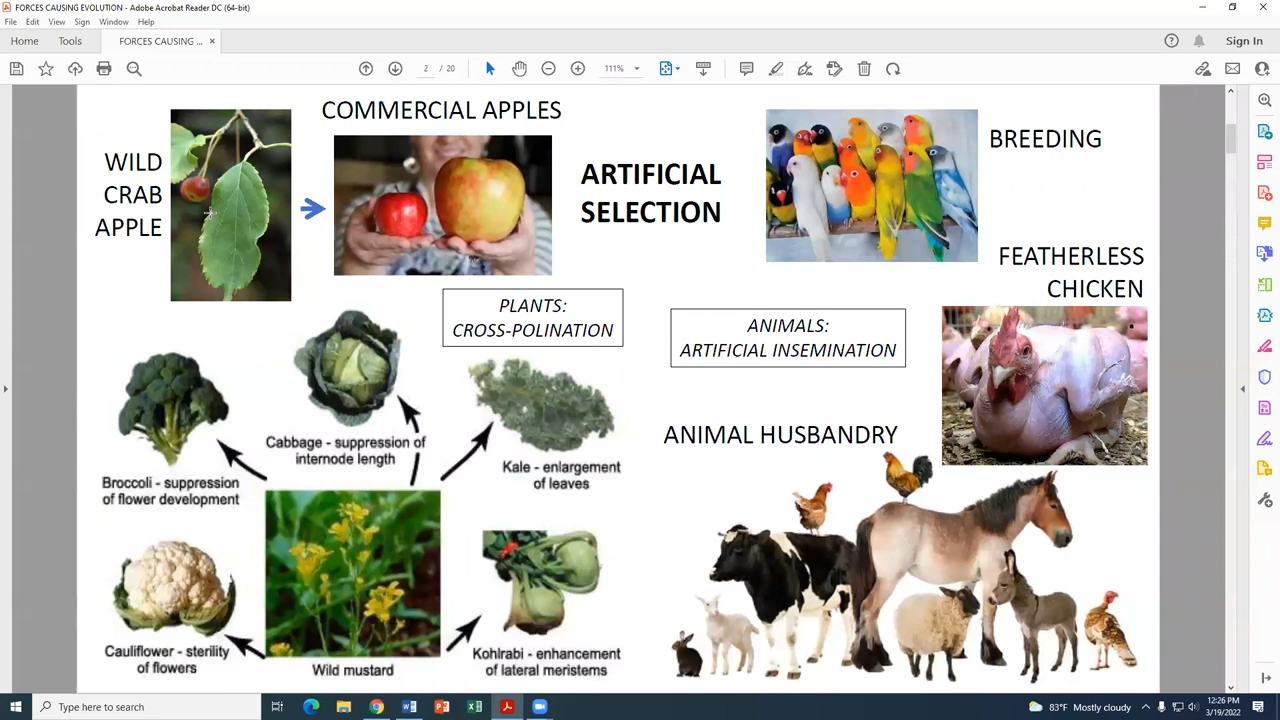 FORCES CAUSING EVOLUTION - Adobe Acrobat Reader DC (64-bit)
File Edit View Sign Window Help
Home Tools FORCES CAUSING ... × Sign In
2 / 20 111%
COMMERCIAL APPLES
WILD
CRAB
APPLE
ARTIFICIAL
SELECTION
BREEDING
FEATHERLESS
CHICKEN
PLANTS:
CROSS-POLINATION
ANIMALS:
ARTIFICIAL INSEMINATION
ANIMAL HUSBANDRY
Cabbage - suppression of
internode length
Kale - enlargement
of leaves
Broccoli - suppression
of flower development
Cauliflower - sterility
of flowers
Wild mustard
Kohlrabi - enhancement
of lateral meristems
Type here to search
83°F Mostly cloudy
12:26 PM
3/19/2022